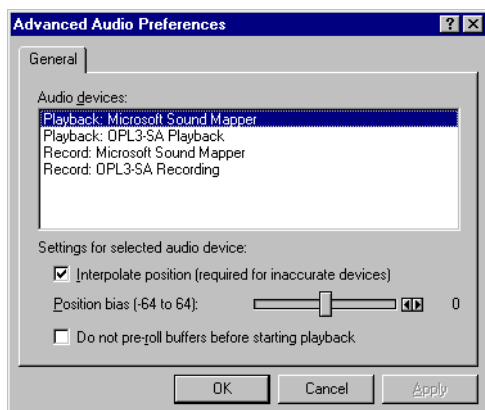 Advanced Audio Preferences
General
Audio devices:
Playback: Microsoft Sound Mapper
Playback: OPL3-SA Playback
Record: Microsoft Sound Mapper
Record: OPL3-SA Recording
Settings for selected audio device:
Interpolate position (required for inaccurate devices)
Position bias (-64 to 64): 0
Do not pre-roll buffers before starting playback
OK Cancel Apply